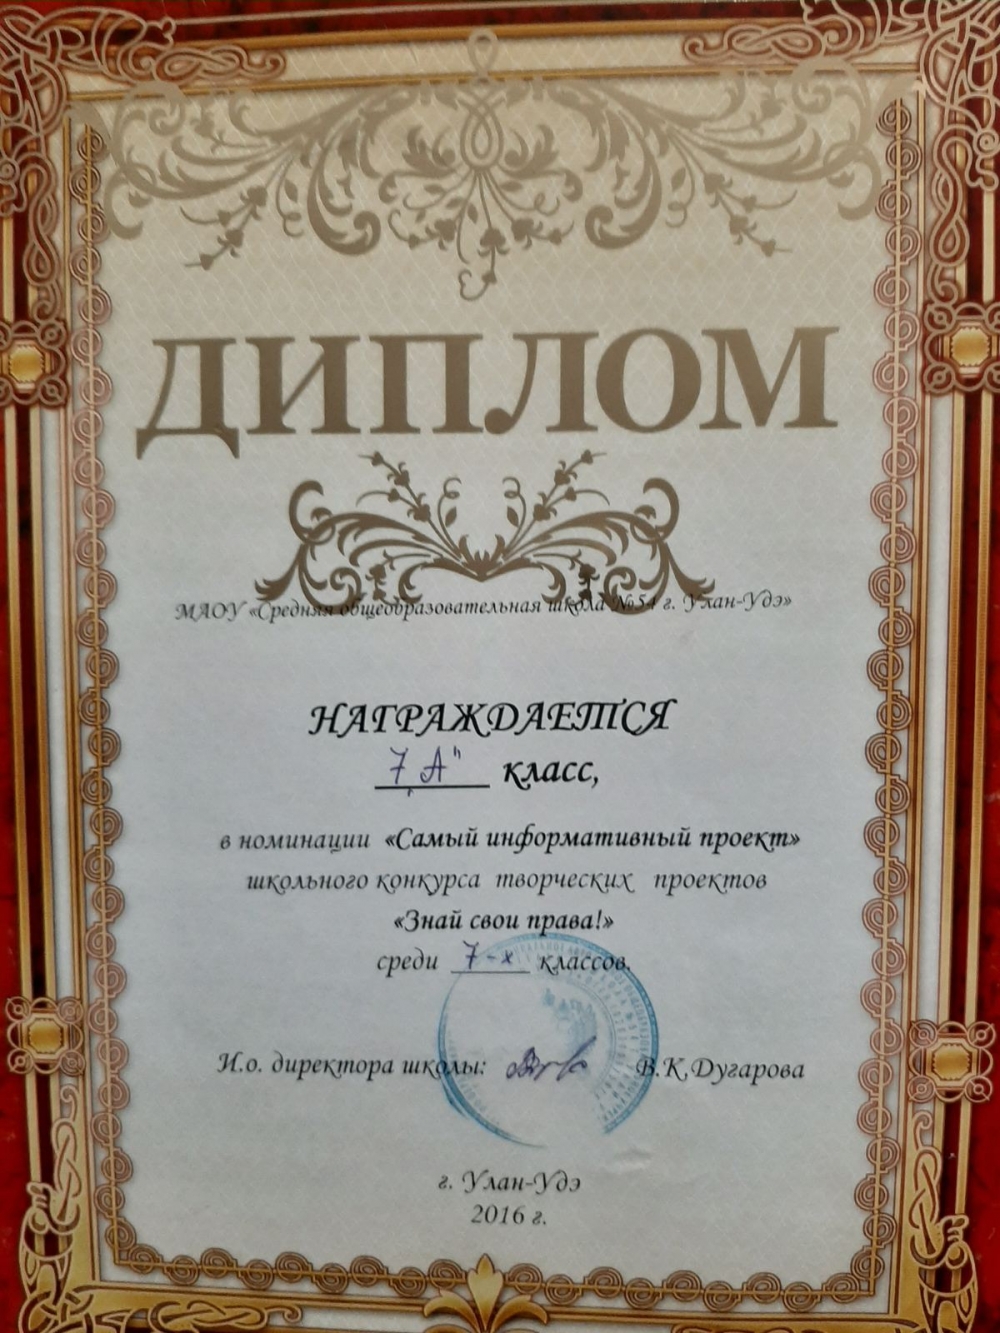 ДИПЛОМ
МАОУ «Средняя общеобразовательная школа №54 г. Улан-Удэ»
НАГРАЖДАЕТСЯ
7 „А" класс,
в номинации «Самый информативный проект»
школьного конкурса творческих проектов
«Знай свои права!»
среди 7-х классов.
И.о. директора школы: В.К.Дугарова
г. Улан-Удэ
2016 г.